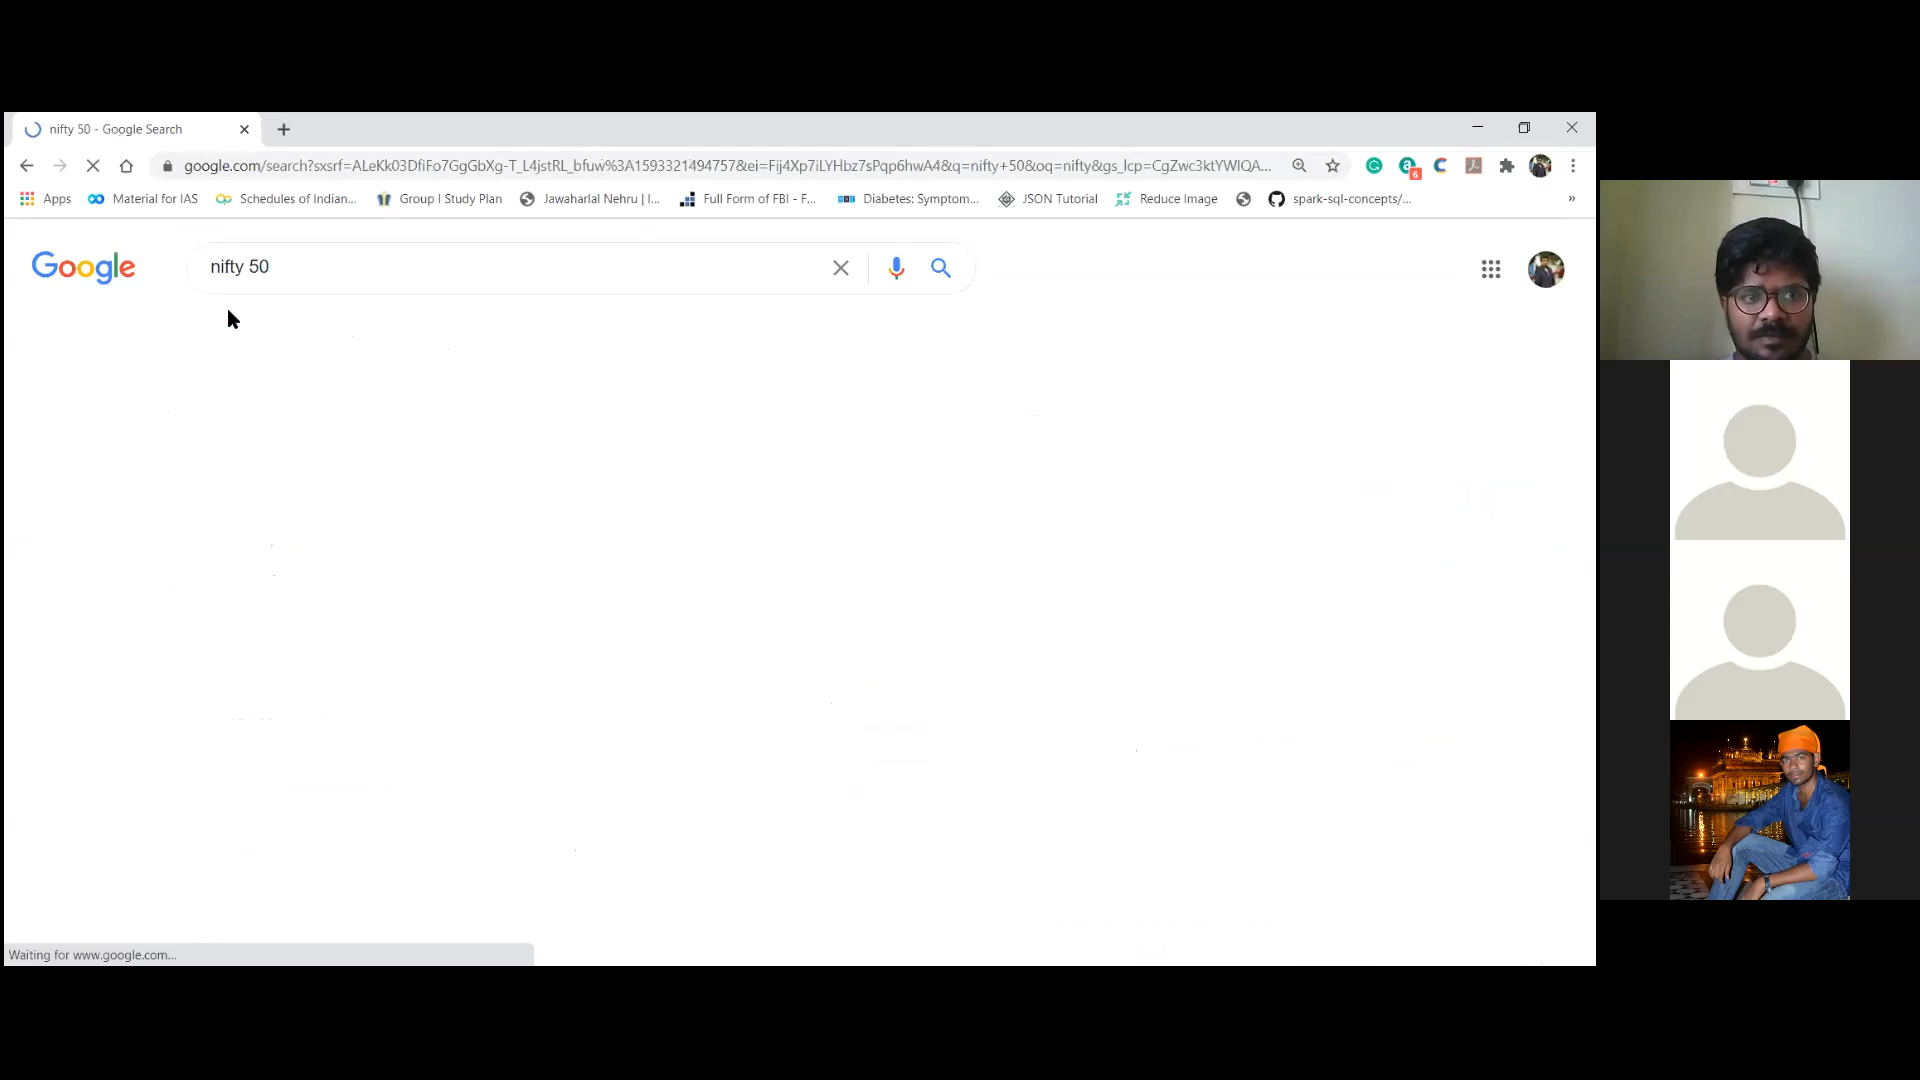 nifty 50 - Google Search
google.com/search?sxsrf=ALeKk03DfiFo7GgGbXg-T_L4jstRL_bfuw%3A1593321494757&ei=Fij4Xp7iLYHbz7sPqp6hwA4&q=nifty+50&oq=nifty&gs_lcp=CgZwc3ktYWIQA...
6
Apps Material for IAS Schedules of Indian... Group I Study Plan Jawaharlal Nehru | I... Full Form of FBI - F... Diabetes: Symptom... JSON Tutorial Reduce Image spark-sql-concepts/... »
Google nifty 50
Waiting for www.google.com...